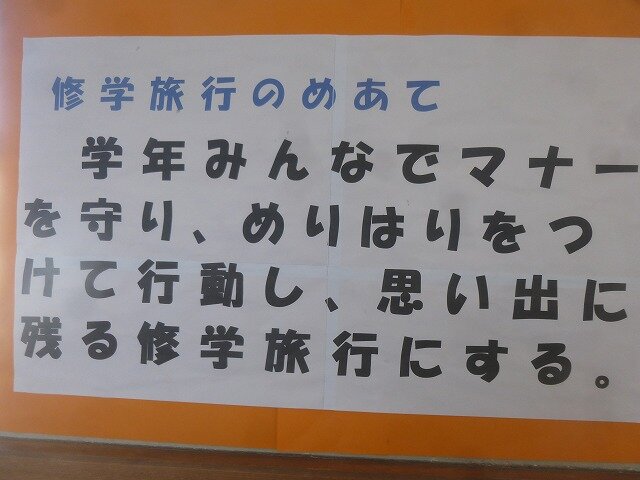 修学旅行のめあて
学年みんなでマナー
を守り、めりはりをつ
けて行動し、思い出に
残る修学旅行にする。